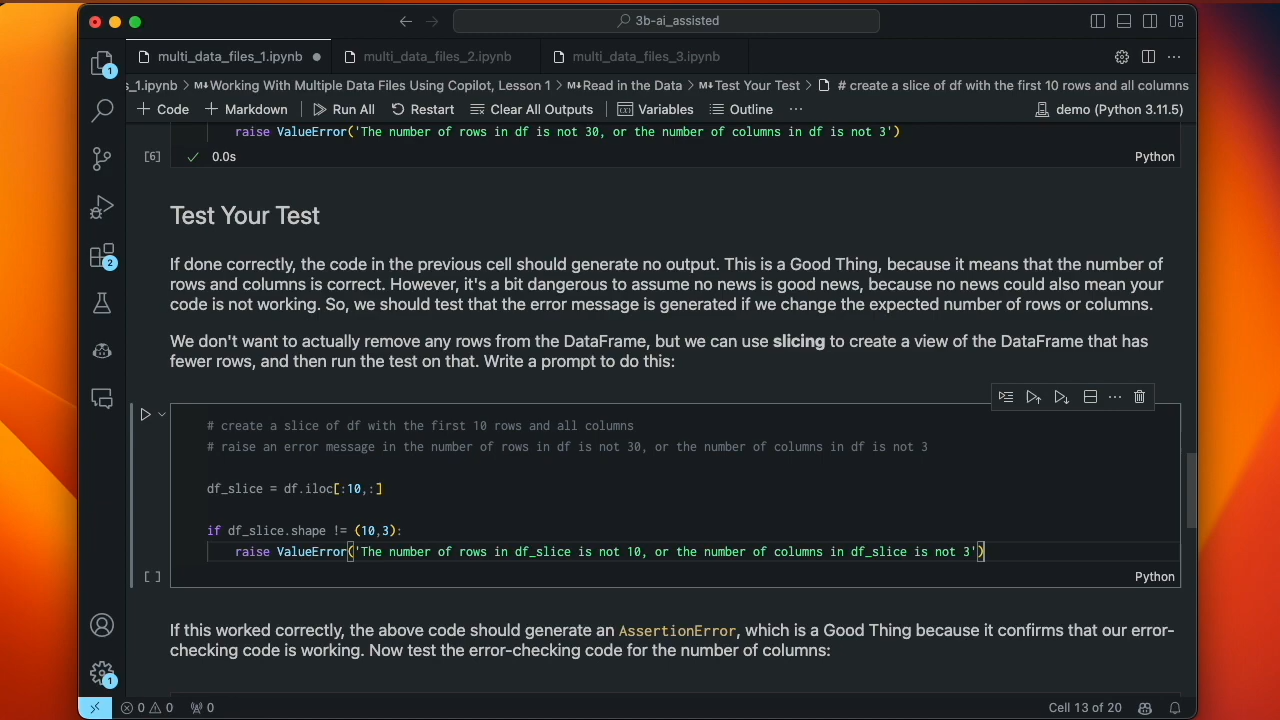 3b-ai_assisted
multi_data_files_1.ipynb
multi_data_files_2.ipynb
multi_data_files_3.ipynb
s_1.ipynb > M↓Working With Multiple Data Files Using Copilot, Lesson 1 > M↓Read in the Data > M↓Test Your Test > # create a slice of df with the first 10 rows and all columns
+ Code + Markdown Run All Restart Clear All Outputs Variables Outline ··· demo (Python 3.11.5)
raise ValueError('The number of rows in df is not 30, or the number of columns in df is not 3')
[6] ✓ 0.0s Python
1
2
Test Your Test
If done correctly, the code in the previous cell should generate no output. This is a Good Thing, because it means that the number of
rows and columns is correct. However, it's a bit dangerous to assume no news is good news, because no news could also mean your
code is not working. So, we should test that the error message is generated if we change the expected number of rows or columns.
We don't want to actually remove any rows from the DataFrame, but we can use slicing to create a view of the DataFrame that has
fewer rows, and then run the test on that. Write a prompt to do this:
# create a slice of df with the first 10 rows and all columns
# raise an error message in the number of rows in df is not 30, or the number of columns in df is not 3
df_slice = df.iloc[:10,:]
if df_slice.shape != (10,3):
raise ValueError('The number of rows in df_slice is not 10, or the number of columns in df_slice is not 3')
[ ] Python
If this worked correctly, the above code should generate an AssertionError, which is a Good Thing because it confirms that our error-
checking code is working. Now test the error-checking code for the number of columns:
1
0 0 0 Cell 13 of 20